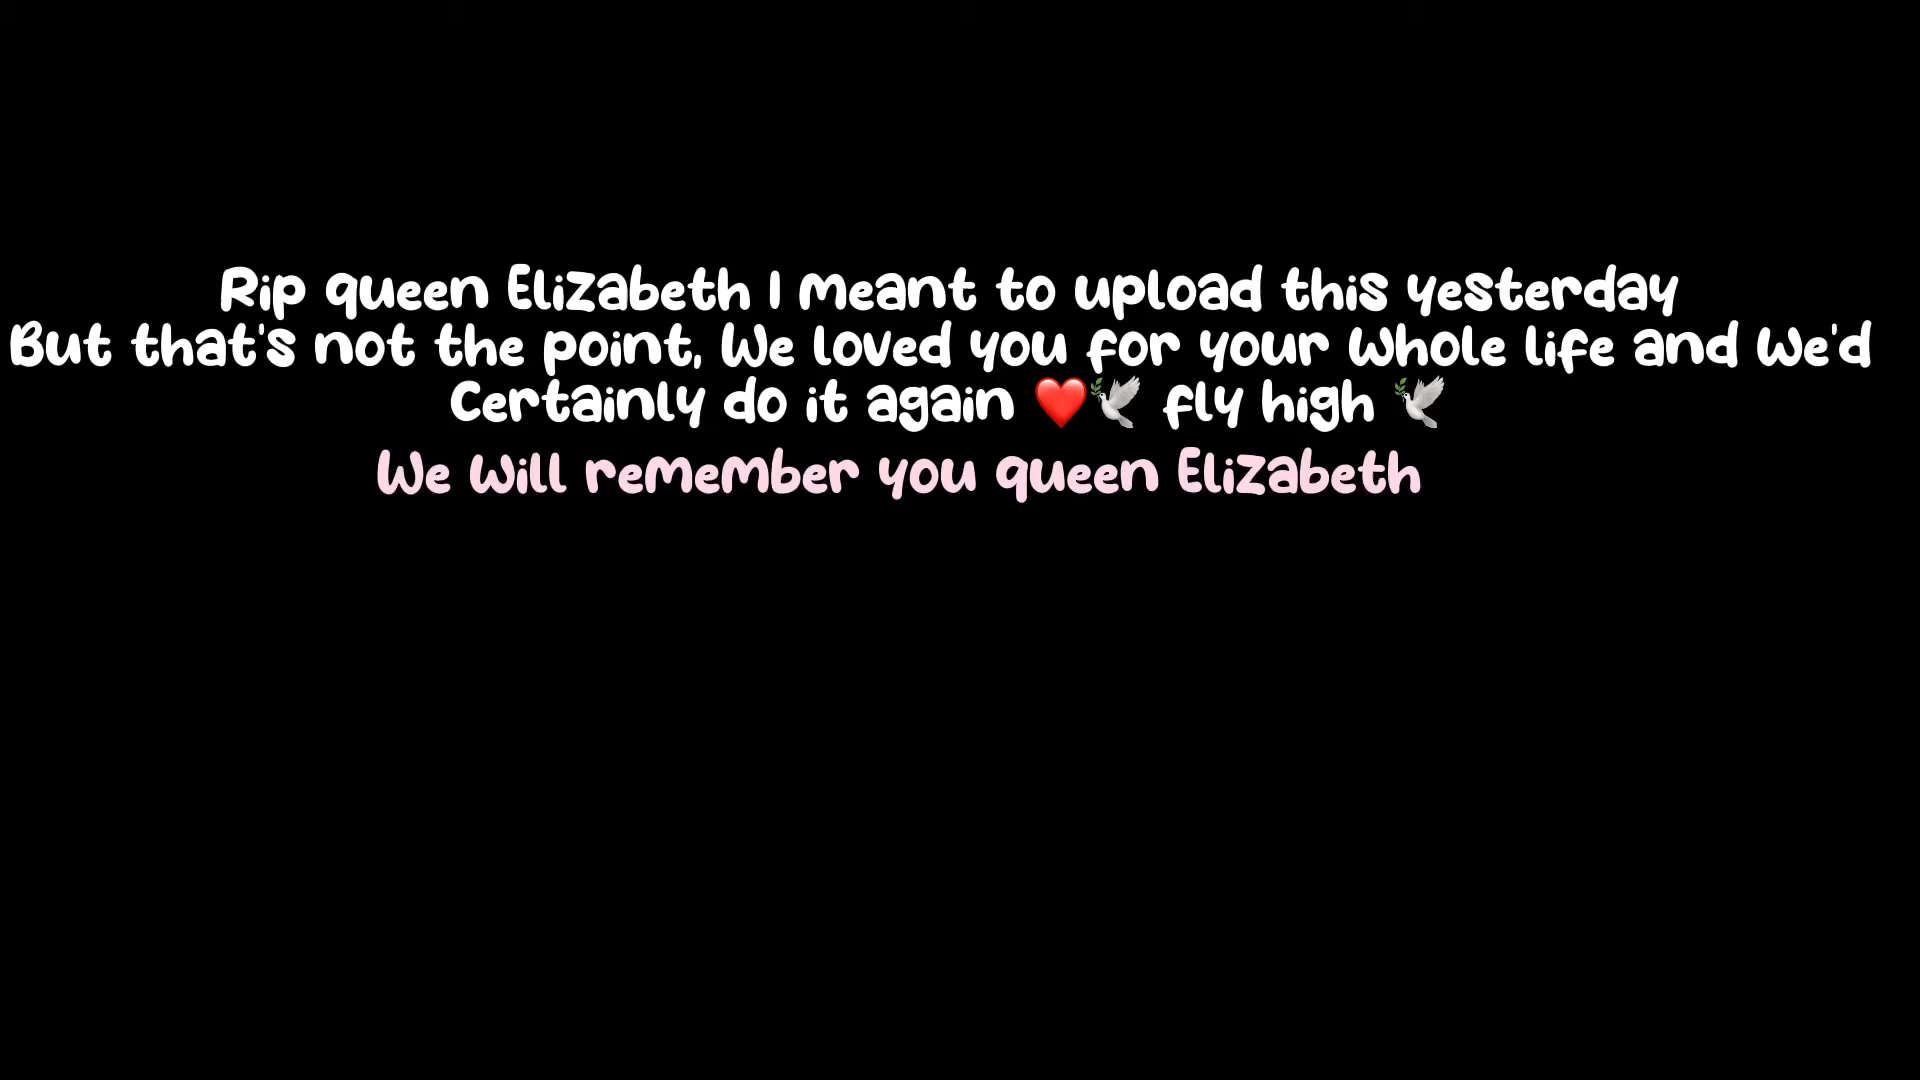 Rip queen Elizabeth I meant to upload this yesterday
But that's not the point, We loved you for your whole life and we'd
Certainly do it again ❤️🕊️ fly high 🕊️
We will remember you queen Elizabeth